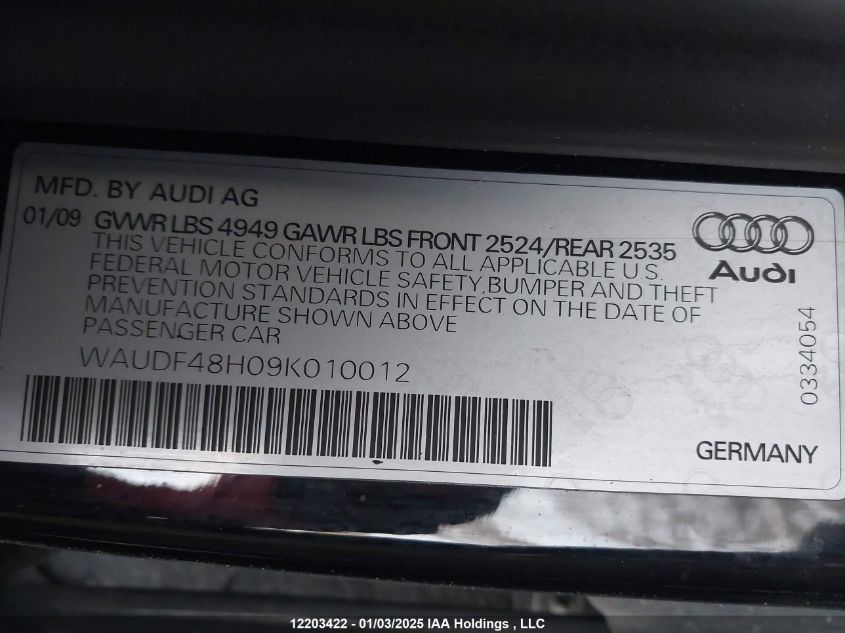 MFD. BY AUDI AG
01/09 GVWR LBS 4949 GAWR LBS FRONT 2524/REAR 2535
THIS VEHICLE CONFORMS TO ALL APPLICABLE U.S.
FEDERAL MOTOR VEHICLE SAFETY,BUMPER AND THEFT
PREVENTION STANDARDS IN EFFECT ON THE DATE OF
MANUFACTURE SHOWN ABOVE
PASSENGER CAR
WAUDF48H09K010012
Audi
0334054
GERMANY
12203422 - 01/03/2025 IAA Holdings , LLC